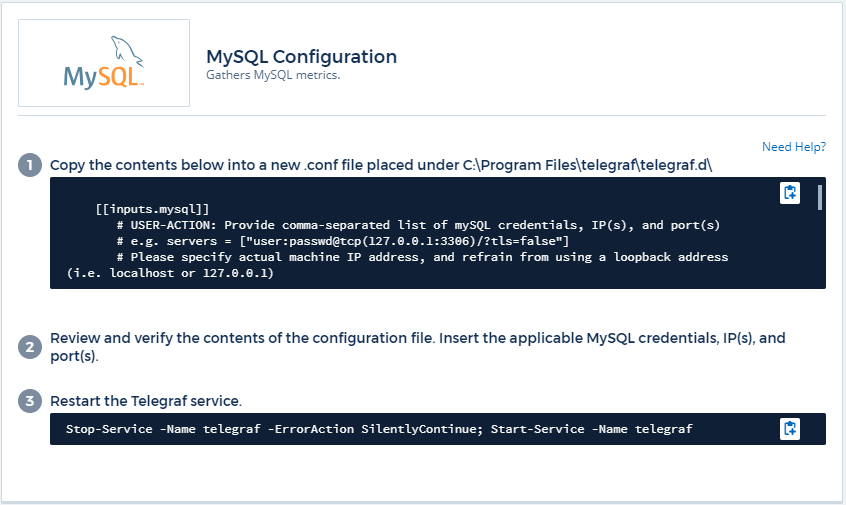 MySQL™
MySQL Configuration
Gathers MySQL metrics.
Need Help?
1 Copy the contents below into a new .conf file placed under C:\Program Files\telegraf\telegraf.d\
[[inputs.mysql]]
# USER-ACTION: Provide comma-separated list of mySQL credentials, IP(s), and port(s)
# e.g. servers = ["user:passwd@tcp(127.0.0.1:3306)/?tls=false"]
# Please specify actual machine IP address, and refrain from using a loopback address
(i.e. localhost or 127.0.0.1)
2 Review and verify the contents of the configuration file. Insert the applicable MySQL credentials, IP(s), and
port(s).
3 Restart the Telegraf service.
Stop-Service -Name telegraf -ErrorAction SilentlyContinue; Start-Service -Name telegraf